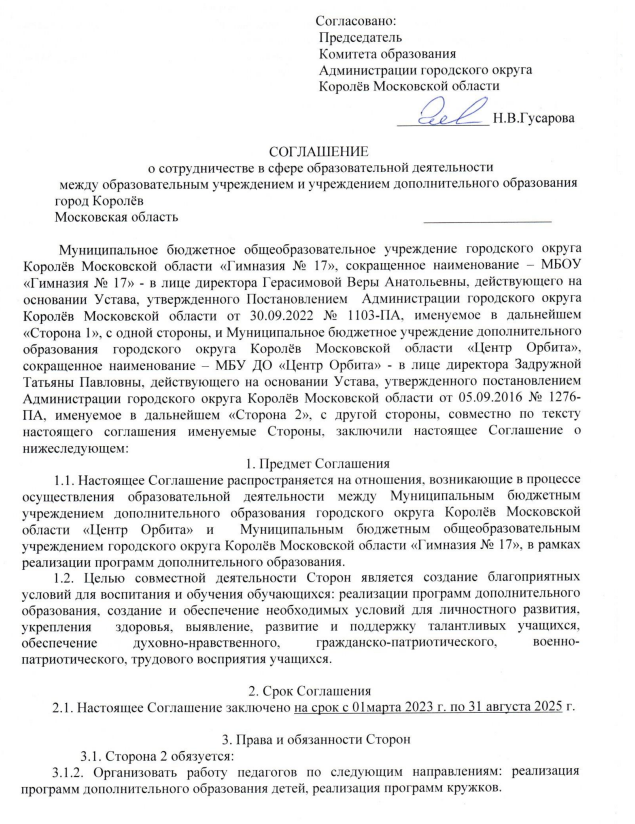 Согласовано:
Председатель
Комитета образования
Администрации городского округа
Королёв Московской области
Н.В.Гусарова
СОГЛАШЕНИЕ
о сотрудничестве в сфере образовательной деятельности
между образовательным учреждением и учреждением дополнительного образования
город Королёв
Московская область
Муниципальное бюджетное общеобразовательное учреждение городского округа
Королёв Московской области «Гимназия № 17», сокращенное наименование – МБОУ
«Гимназия № 17» - в лице директора Герасимовой Веры Анатольевны, действующего на
основании Устава, утвержденного Постановлением Администрации городского округа
Королёв Московской области от 30.09.2022 № 1103-ПА, именуемое в дальнейшем
«Сторона 1», с одной стороны, и Муниципальное бюджетное учреждение дополнительного
образования городского округа Королёв Московской области «Центр Орбита»,
сокращенное наименование – МБУ ДО «Центр Орбита» - в лице директора Задружной
Татьяны Павловны, действующего на основании Устава, утвержденного постановлением
Администрации городского округа Королёв Московской области от 05.09.2016 № 1276-
ПА, именуемое в дальнейшем «Сторона 2», с другой стороны, совместно по тексту
настоящего соглашения именуемые Стороны, заключили настоящее Соглашение о
нижеследующем:
1. Предмет Соглашения
1.1. Настоящее Соглашение распространяется на отношения, возникающие в процессе
осуществления образовательной деятельности между Муниципальным бюджетным
учреждением дополнительного образования городского округа Королёв Московской
области «Центр Орбита» и Муниципальным бюджетным общеобразовательным
учреждением городского округа Королёв Московской области «Гимназия № 17», в рамках
реализации программ дополнительного образования.
1.2. Целью совместной деятельности Сторон является создание благоприятных
условий для воспитания и обучения обучающихся: реализации программ дополнительного
образования, создание и обеспечение необходимых условий для личностного развития,
укрепления здоровья, выявление, развитие и поддержку талантливых учащихся,
обеспечение духовно-нравственного, гражданско-патриотического, военно-
патриотического, трудового восприятия учащихся.
2. Срок Соглашения
2.1. Настоящее Соглашение заключено на срок с 01марта 2023 г. по 31 августа 2025 г.
3. Права и обязанности Сторон
3.1. Сторона 2 обязуется:
3.1.2. Организовать работу педагогов по следующим направлениям: реализация
программ дополнительного образования детей, реализация программ кружков.